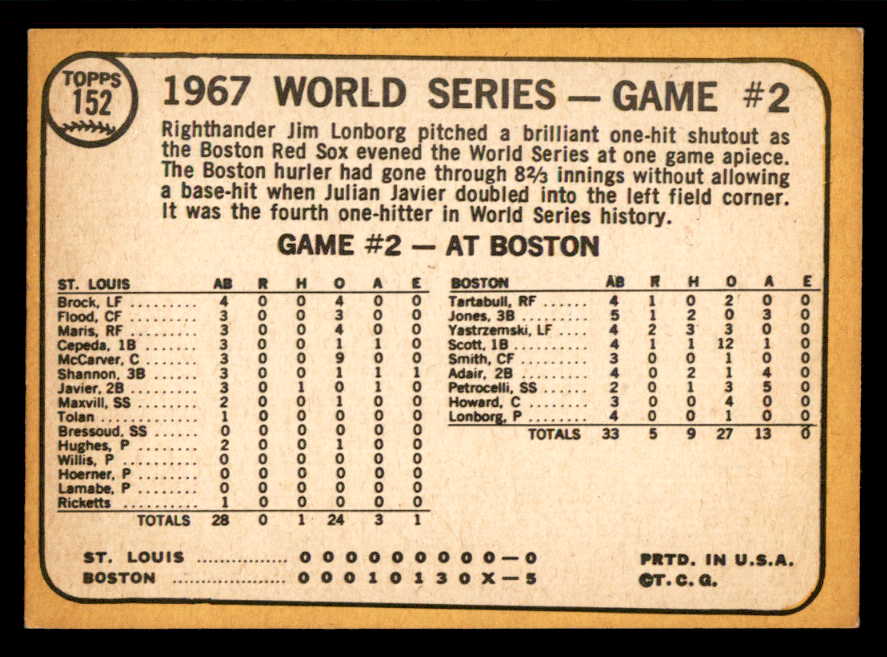 TOPPS
152
1967 WORLD SERIES — GAME #2
Righthander Jim Lonborg pitched a brilliant one-hit shutout as
the Boston Red Sox evened the World Series at one game apiece.
The Boston hurler had gone through 8⅔ innings without allowing
a base-hit when Julian Javier doubled into the left field corner.
It was the fourth one-hitter in World Series history.
GAME #2 — AT BOSTON
ST. LOUIS AB R H O A E
Brock, LF ......... 4 0 0 4 0 0
Flood, CF ......... 3 0 0 3 0 0
Maris, RF ......... 3 0 0 4 0 0
Cepeda, 1B ....... 3 0 0 1 1 0
McCarver, C ...... 3 0 0 9 0 0
Shannon, 3B ...... 3 0 0 1 1 1
Javier, 2B ........ 3 0 1 0 1 0
Maxvill, SS ....... 2 0 0 1 0 0
Tolan ............. 1 0 0 0 0 0
Bressoud, SS ...... 0 0 0 0 0 0
Hughes, P ........ 2 0 0 1 0 0
Willis, P .......... 0 0 0 0 0 0
Hoerner, P ........ 0 0 0 0 0 0
Lamabe, P ........ 0 0 0 0 0 0
Ricketts .......... 1 0 0 0 0 0
TOTALS 28 0 1 24 3 1
BOSTON AB R H O A E
Tartabull, RF ...... 4 1 0 2 0 0
Jones, 3B ......... 5 1 2 0 3 0
Yastrzemski, LF .... 4 2 3 3 0 0
Scott, 1B ......... 4 1 1 12 1 0
Smith, CF ......... 3 0 0 1 0 0
Adair, 2B ......... 4 0 2 1 4 0
Petrocelli, SS ...... 2 0 1 3 5 0
Howard, C ........ 3 0 0 4 0 0
Lonborg, P ........ 4 0 0 1 0 0
TOTALS 33 5 9 27 13 0
ST. LOUIS ................ 0 0 0 0 0 0 0 0 0 — 0
BOSTON .................... 0 0 0 1 0 1 3 0 X — 5
PRTD. IN U.S.A.
©T.C.G.